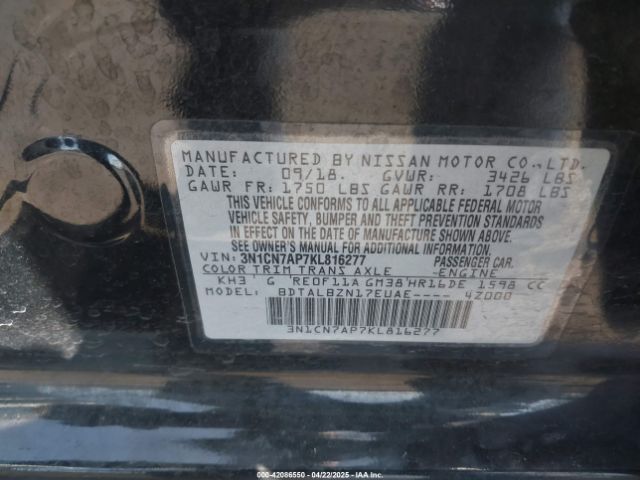 MANUFACTURED BY NISSAN MOTOR CO.,LTD.
DATE: 09/18. GVWR: 3426 LBS
GAWR FR: 1750 LBS GAWR RR: 1708 LBS
THIS VEHICLE CONFORMS TO ALL APPLICABLE FEDERAL MOTOR
VEHICLE SAFETY, BUMPER AND THEFT PREVENTION STANDARDS
IN EFFECT ON THE DATE OF MANUFACTURE SHOWN ABOVE.
SEE OWNER'S MANUAL FOR ADDITIONAL INFORMATION.
VIN: 3N1CN7AP7KL816277 PASSENGER CAR.
COLOR TRIM TRANS AXLE ENGINE
KH3 G RE0F11A GM38 HR16DE 1598 CC
MODEL: BDTALBZN17EUAE---- 4Z000
3N1CN7AP7KL816277
000-42086550 - 04/22/2025 - IAA Inc.